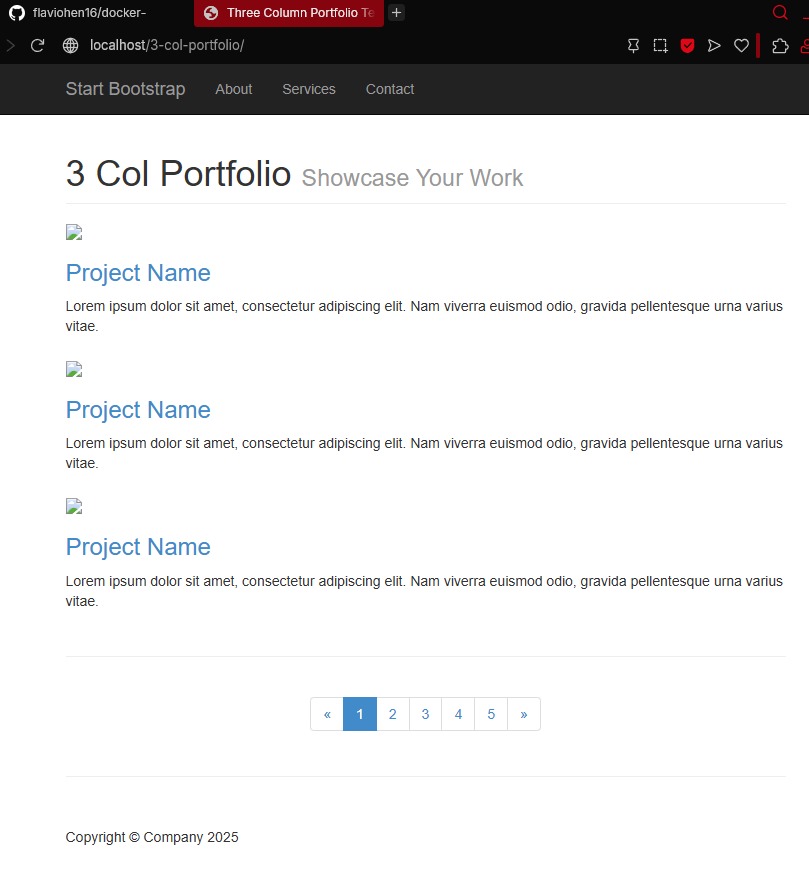 flaviohen16/docker-
Three Column Portfolio Te
localhost/3-col-portfolio/
Start Bootstrap About Services Contact
3 Col Portfolio Showcase Your Work
Project Name
Lorem ipsum dolor sit amet, consectetur adipiscing elit. Nam viverra euismod odio, gravida pellentesque urna varius
vitae.
Project Name
Lorem ipsum dolor sit amet, consectetur adipiscing elit. Nam viverra euismod odio, gravida pellentesque urna varius
vitae.
Project Name
Lorem ipsum dolor sit amet, consectetur adipiscing elit. Nam viverra euismod odio, gravida pellentesque urna varius
vitae.
« 1 2 3 4 5 »
Copyright © Company 2025